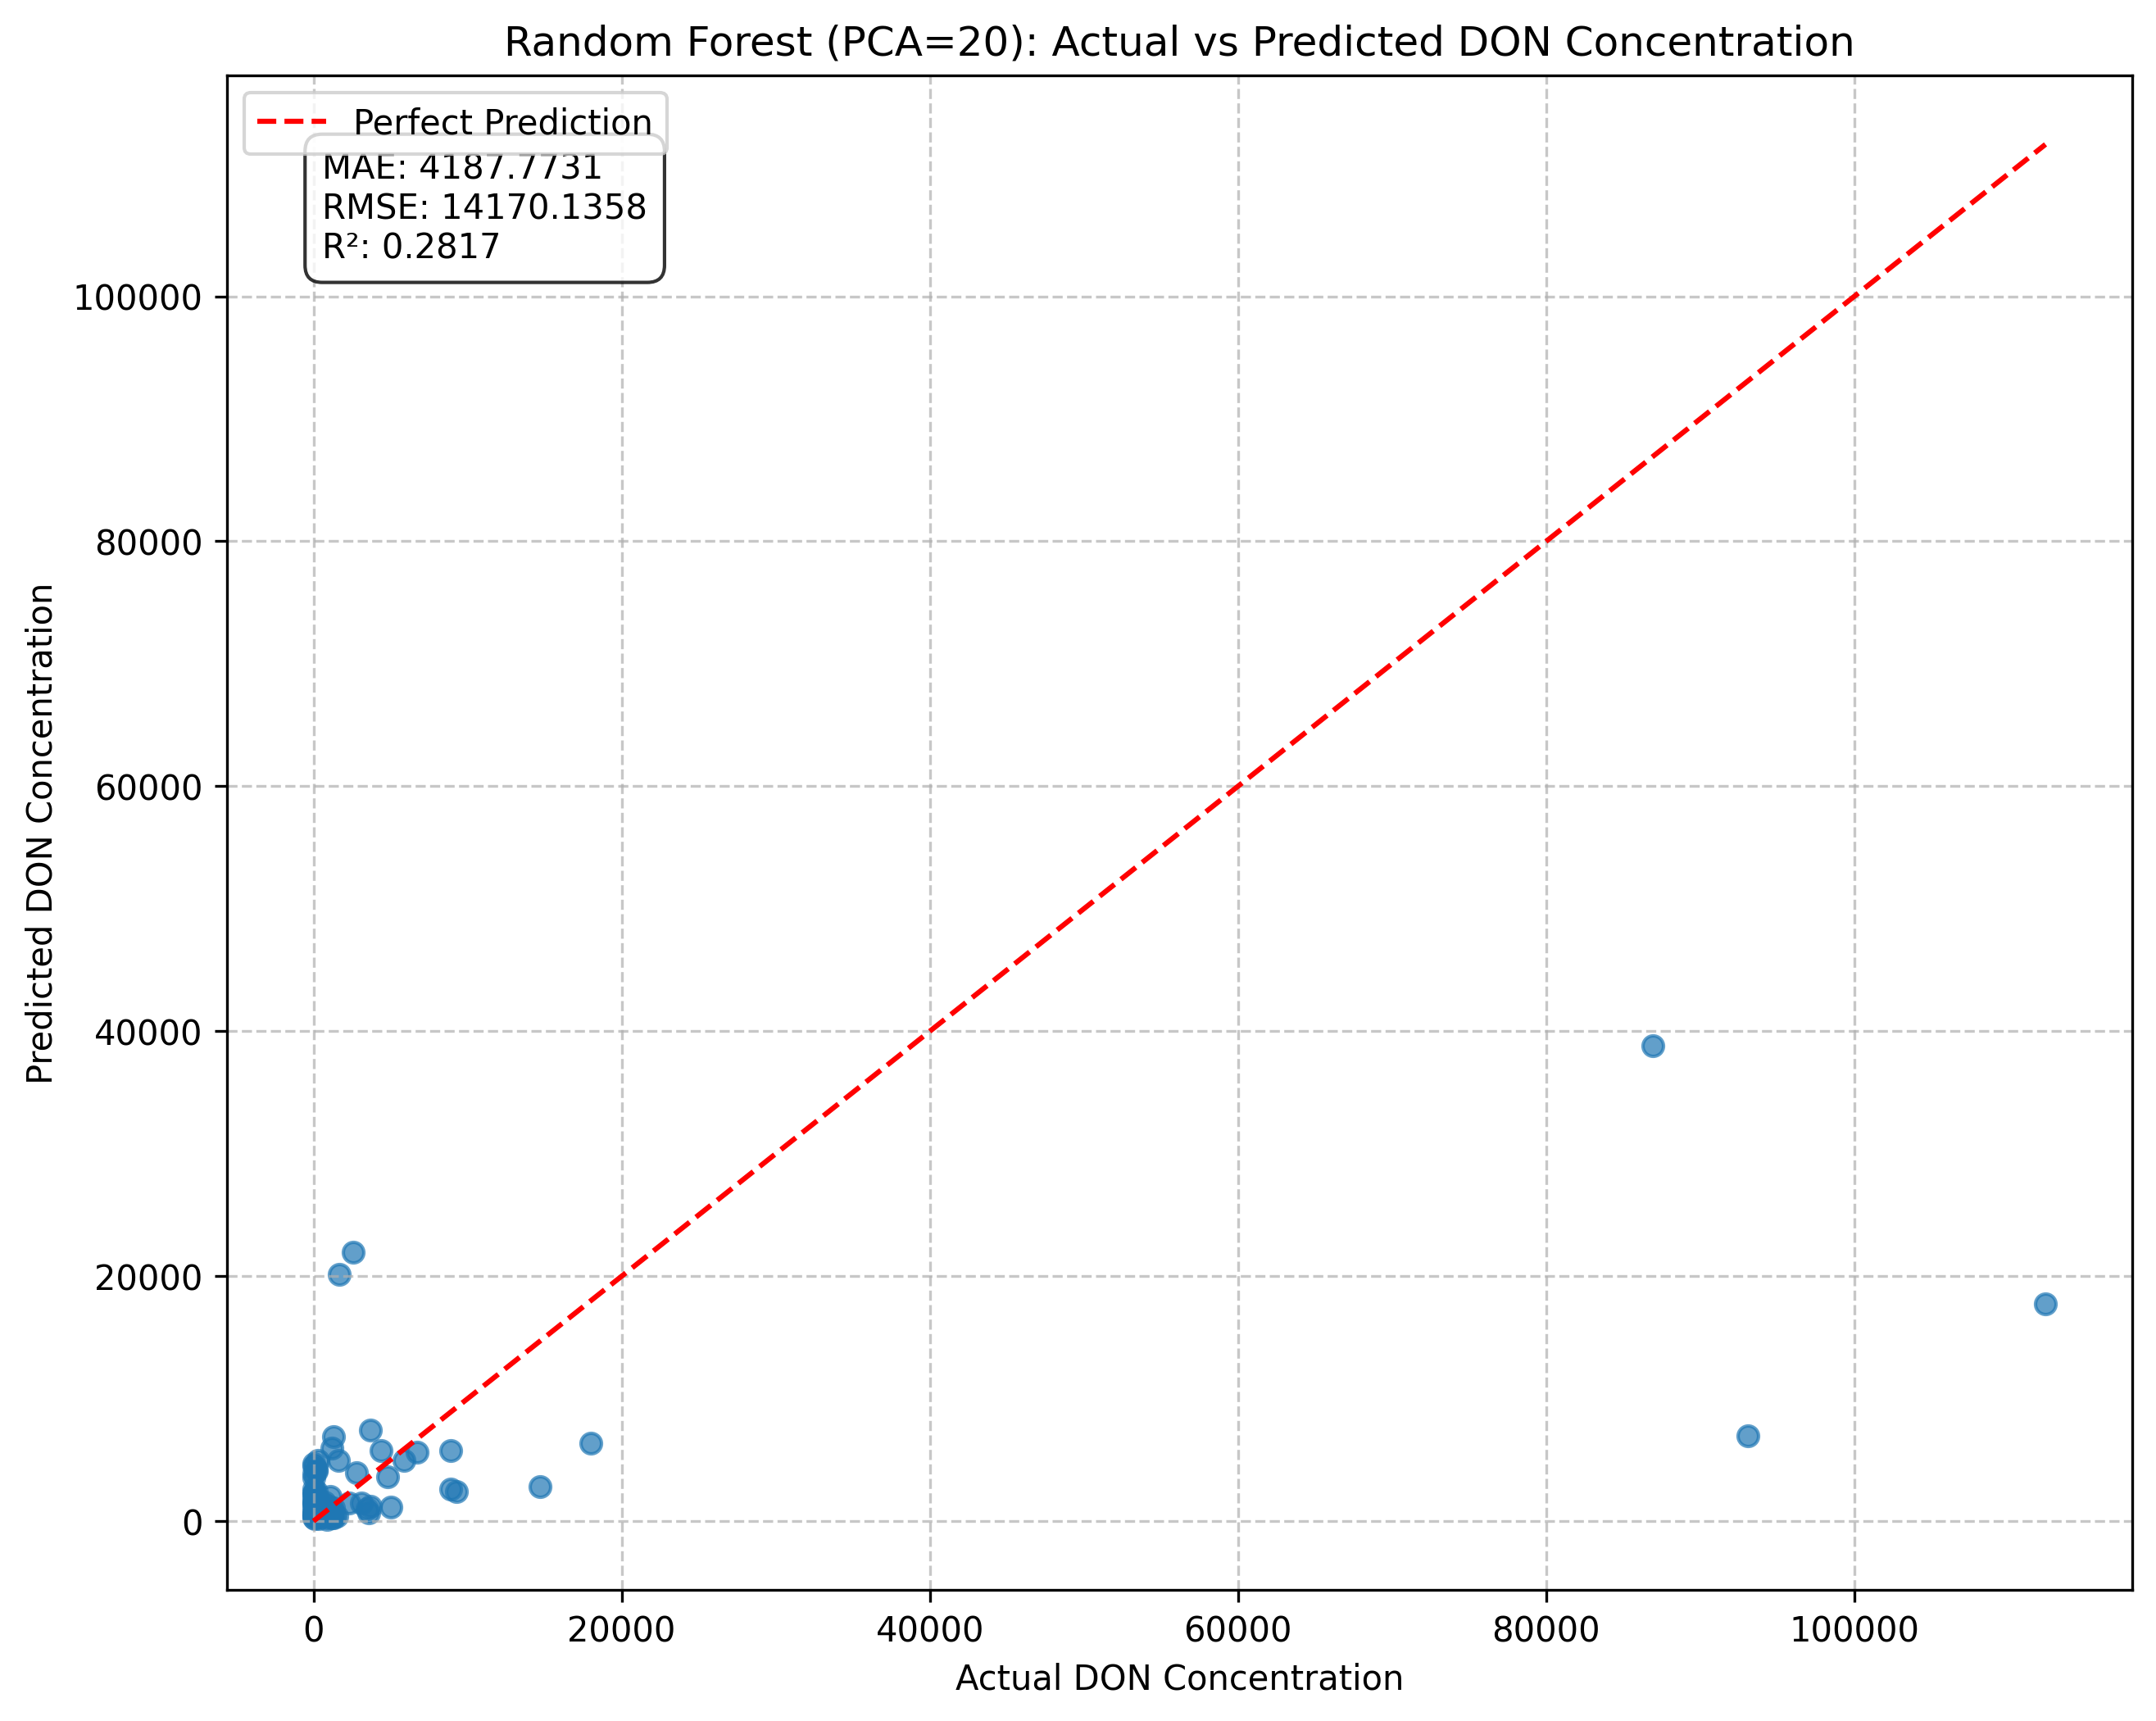 Random Forest (PCA=20): Actual vs Predicted DON Concentration
Perfect Prediction
MAE: 4187.7731
RMSE: 14170.1358
R²: 0.2817
Predicted DON Concentration
100000
80000
60000
40000
20000
0
0 20000 40000 60000 80000 100000
Actual DON Concentration